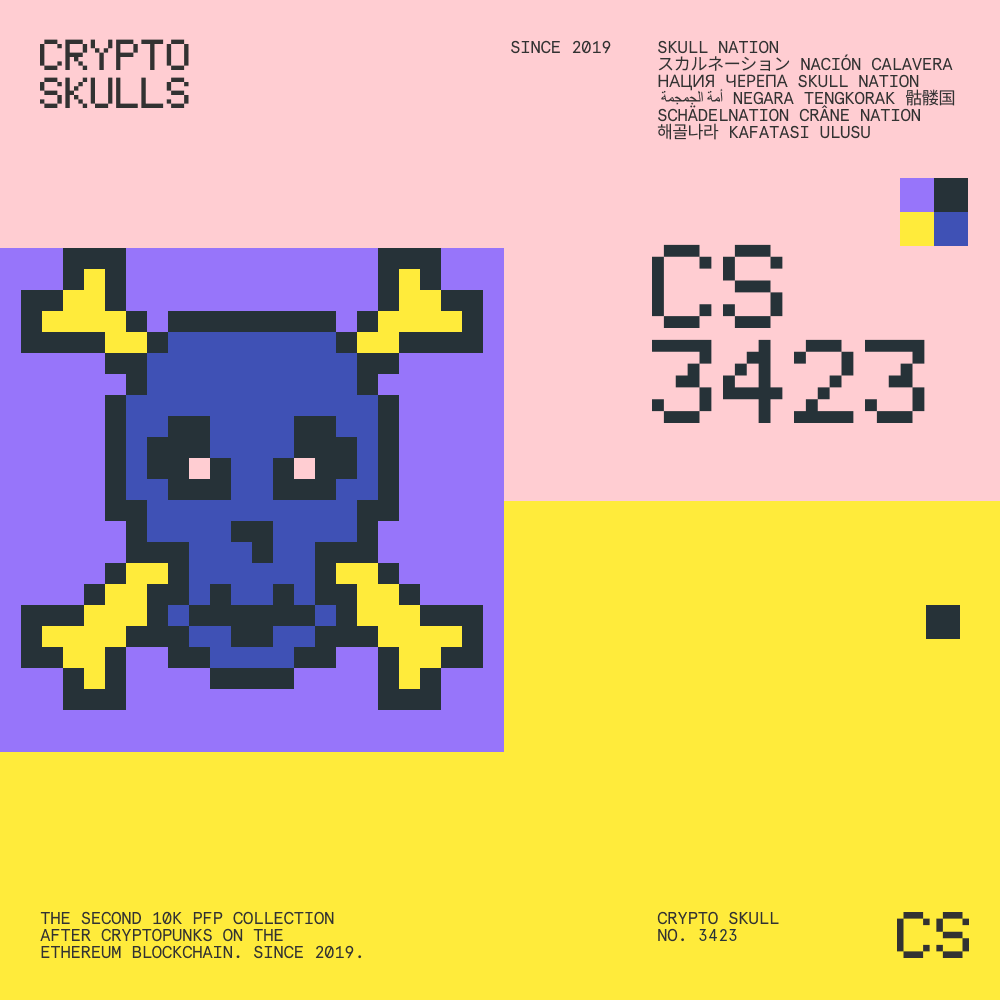 CRYPTO
SKULLS
SINCE 2019
SKULL NATION
スカルネーション NACIÓN CALAVERA
НАЦИЯ ЧЕРЕПА SKULL NATION
أمة الجمجمة NEGARA TENGKORAK 骷髅国
SCHÄDELNATION CRÂNE NATION
해골나라 KAFATASI ULUSU
CS
3423
THE SECOND 10K PFP COLLECTION
AFTER CRYPTOPUNKS ON THE
ETHEREUM BLOCKCHAIN. SINCE 2019.
CRYPTO SKULL
NO. 3423
CS